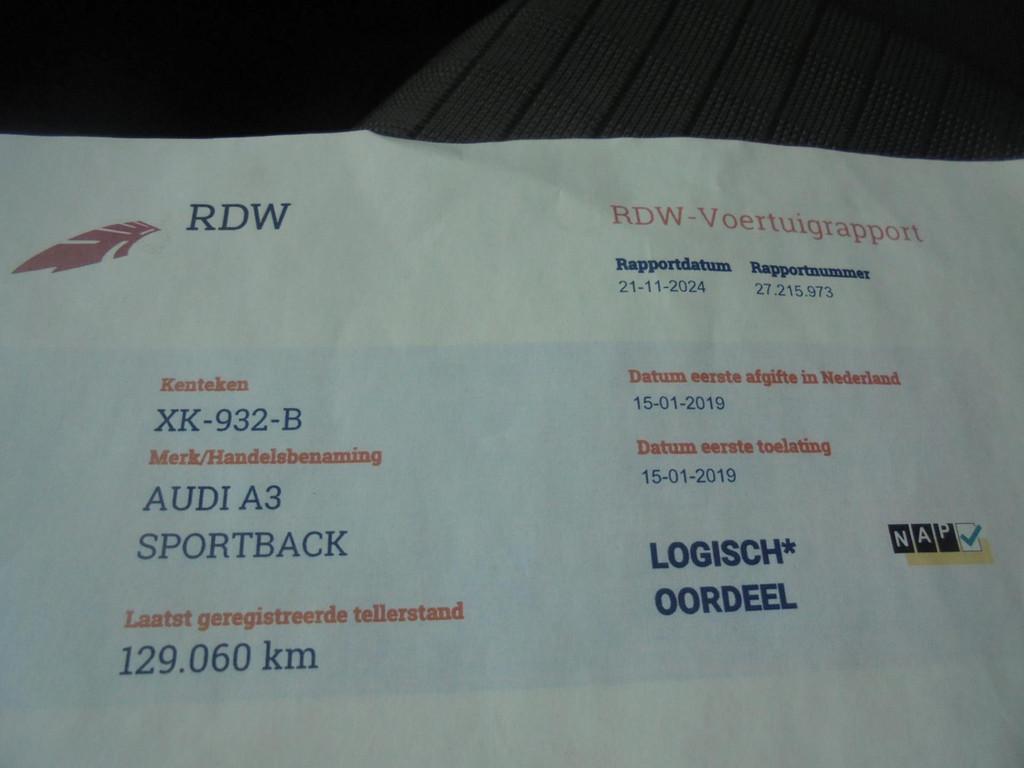 RDW
RDW-Voertuigrapport
Rapportdatum Rapportnummer
21-11-2024 27.215.973
Kenteken
XK-932-B
Merk/Handelsbenaming
AUDI A3
SPORTBACK
Laatst geregistreerde tellerstand
129.060 km
Datum eerste afgifte in Nederland
15-01-2019
Datum eerste toelating
15-01-2019
LOGISCH*
OORDEEL
NAP